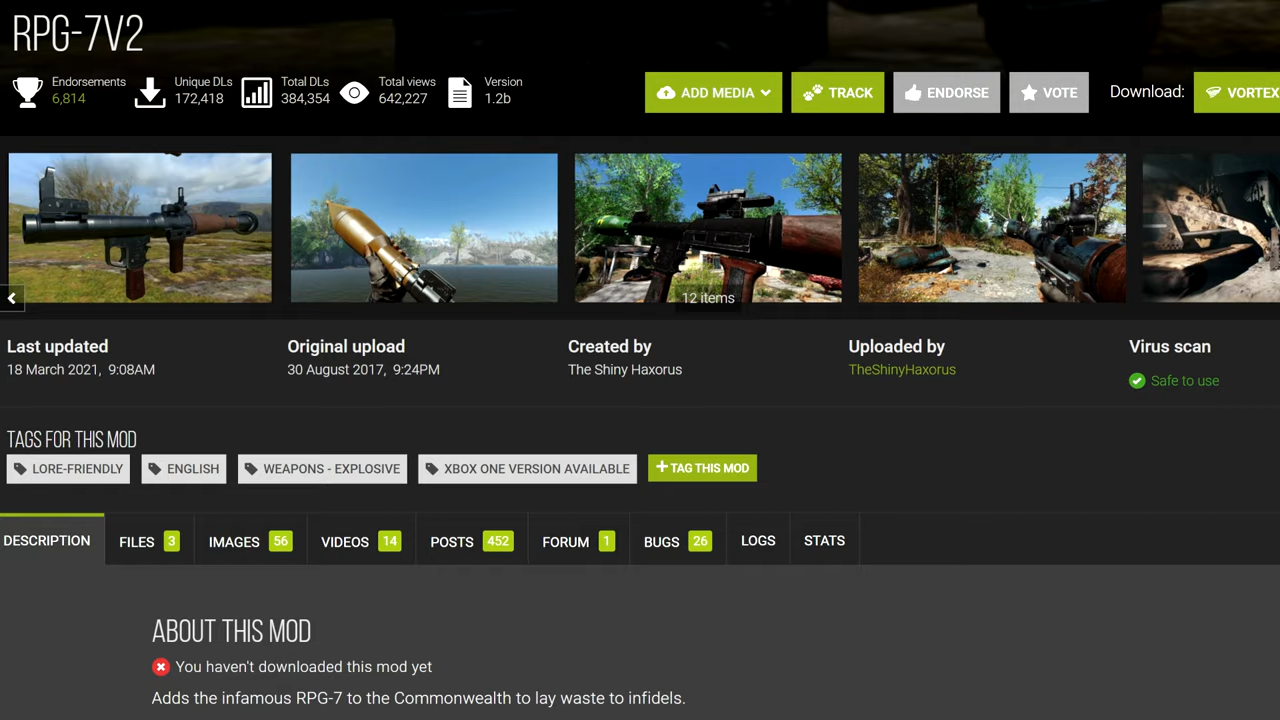 RPG-7V2
Endorsements
6,814
Unique DLs
172,418
Total DLs
384,354
Total views
642,227
Version
1.2b
ADD MEDIA
TRACK
ENDORSE
VOTE
Download:
VORTEX
12 items
Last updated
18 March 2021, 9:08AM
Original upload
30 August 2017, 9:24PM
Created by
The Shiny Haxorus
Uploaded by
TheShinyHaxorus
Virus scan
Safe to use
TAGS FOR THIS MOD
LORE-FRIENDLY
ENGLISH
WEAPONS - EXPLOSIVE
XBOX ONE VERSION AVAILABLE
+ TAG THIS MOD
DESCRIPTION
FILES 3
IMAGES 56
VIDEOS 14
POSTS 452
FORUM 1
BUGS 26
LOGS
STATS
ABOUT THIS MOD
You haven't downloaded this mod yet
Adds the infamous RPG-7 to the Commonwealth to lay waste to infidels.